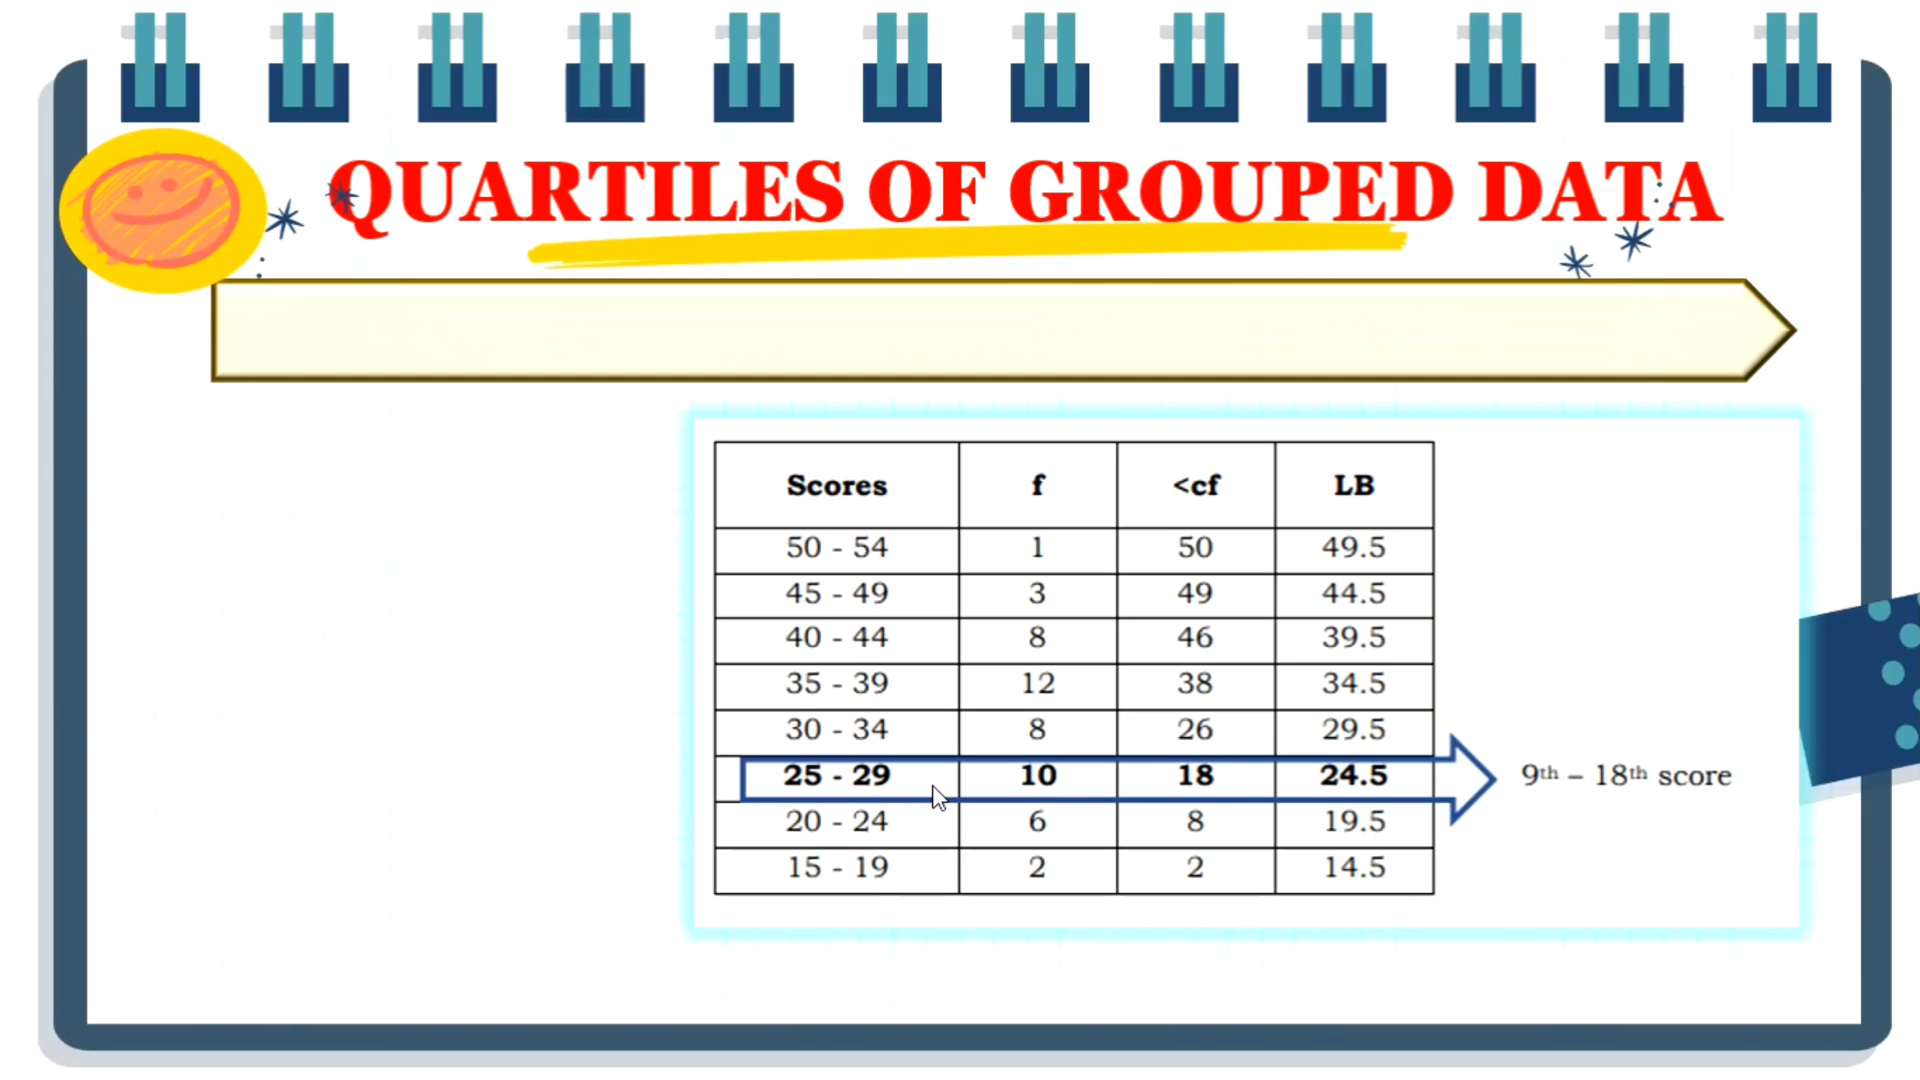 QUARTILES OF GROUPED DATA
Scores f <cf LB
50 - 54 1 50 49.5
45 - 49 3 49 44.5
40 - 44 8 46 39.5
35 - 39 12 38 34.5
30 - 34 8 26 29.5
25 - 29 10 18 24.5 9th – 18th score
20 - 24 6 8 19.5
15 - 19 2 2 14.5